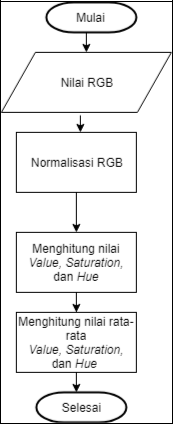 Mulai
Nilai RGB
Normalisasi RGB
Menghitung nilai
Value, Saturation,
dan Hue
Menghitung nilai rata-
rata
Value, Saturation,
dan Hue
Selesai